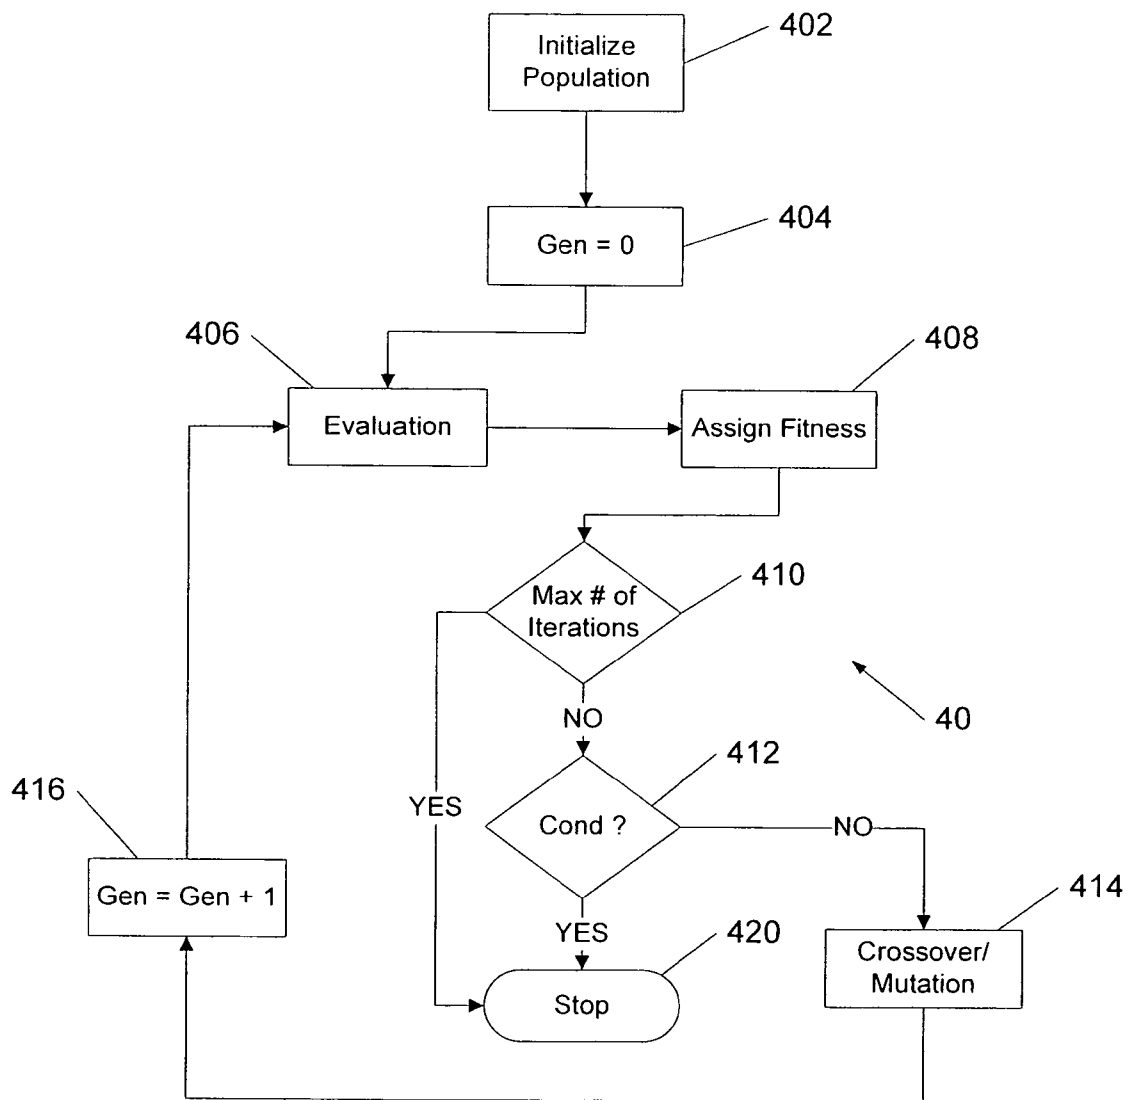 402
Initialize
Population
404
Gen = 0
406
408
Evaluation
Assign Fitness
410
Max # of
Iterations
40
NO
412
416
YES
Cond ?
NO
Gen = Gen + 1
414
YES
420
Crossover/
Mutation
Stop